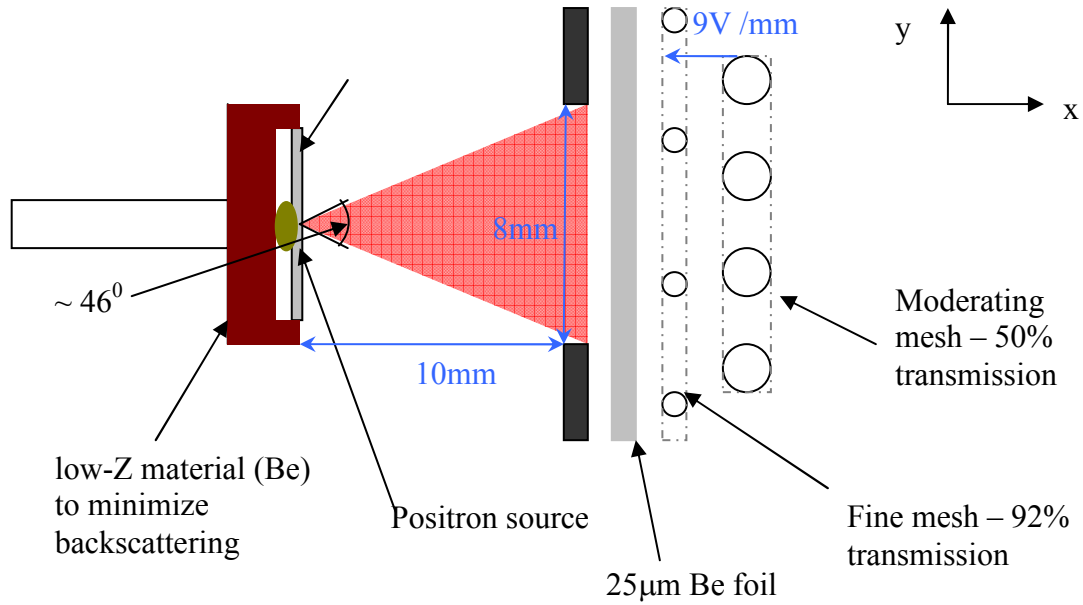 9V /mm
y
x
8mm
~ 46⁰
10mm
Moderating
mesh – 50%
transmission
low-Z material (Be)
to minimize
backscattering
Positron source
Fine mesh – 92%
transmission
25μm Be foil